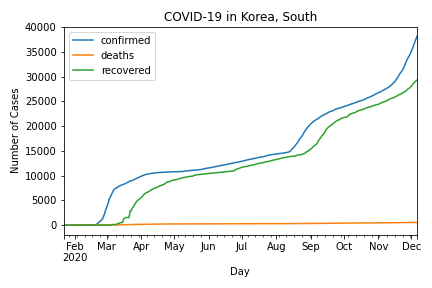 COVID-19 in Korea, South
40000
35000
30000
25000
20000
15000
10000
5000
0
Number of Cases
confirmed
deaths
recovered
Feb Mar Apr May Jun Jul Aug Sep Oct Nov Dec
2020
Day